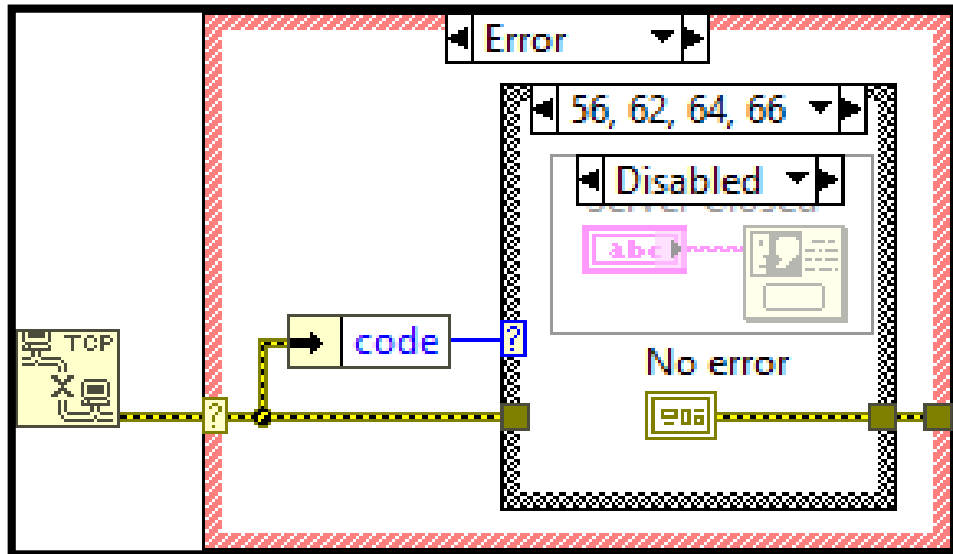 Error
56, 62, 64, 66
Disabled
abc
TCP
code
?
No error
?